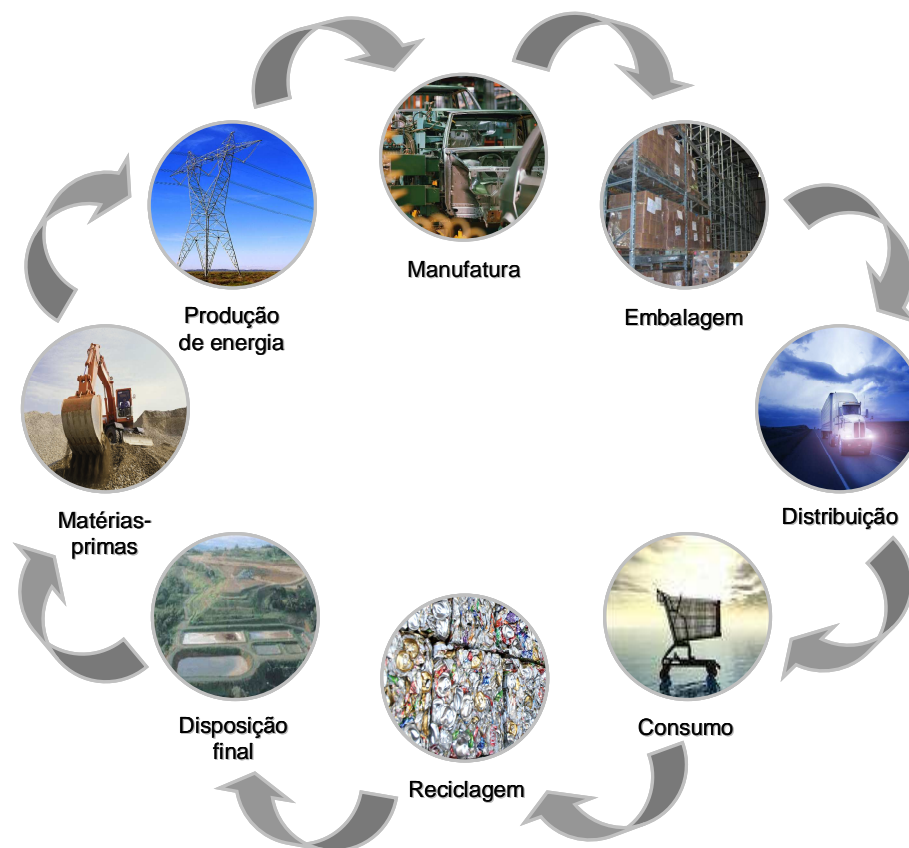 Manufatura
Embalagem
Produção
de energia
Distribuição
Matérias-
primas
Consumo
Disposição
final
Reciclagem